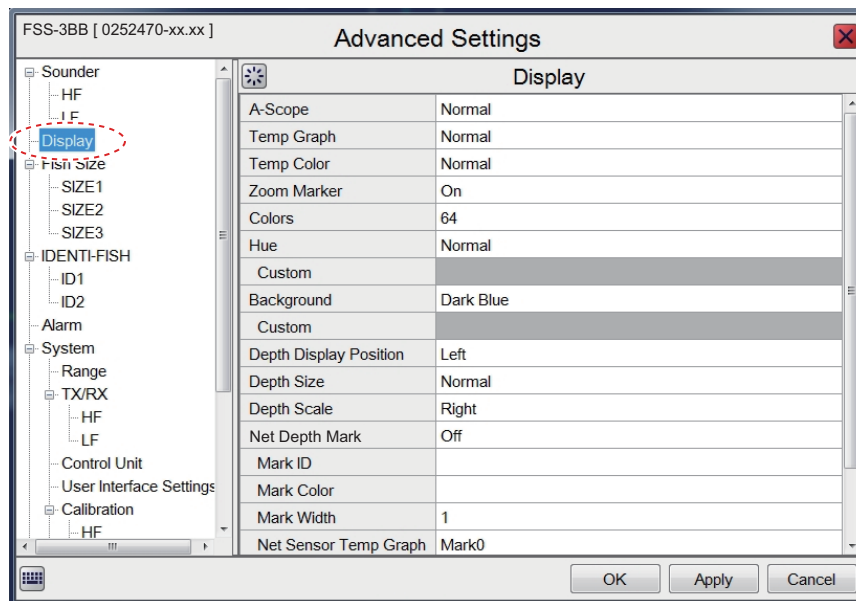 FSS-3BB [ 0252470-xx.xx ]
Advanced Settings
Sounder
HF
LF
Display
Fish Size
SIZE1
SIZE2
SIZE3
IDENTI-FISH
ID1
ID2
Alarm
System
Range
TX/RX
HF
LF
Control Unit
User Interface Settings
Calibration
HF
Display
A-Scope Normal
Temp Graph Normal
Temp Color Normal
Zoom Marker On
Colors 64
Hue Normal
Custom
Background Dark Blue
Custom
Depth Display Position Left
Depth Size Normal
Depth Scale Right
Net Depth Mark Off
Mark ID
Mark Color
Mark Width 1
Net Sensor Temp Graph Mark0
OK Apply Cancel